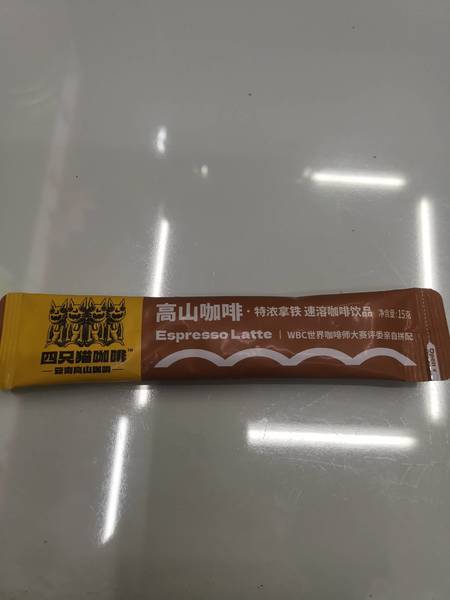 四只猫咖啡™
云南高山咖啡
高山咖啡·特浓拿铁 速溶咖啡饮品 净含量:15克
Espresso Latte | WBC世界咖啡师大赛评委亲自拼配